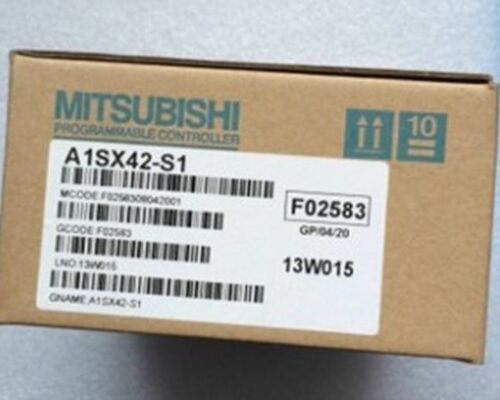 MITSUBISHI
PROGRAMMABLE CONTROLLER
10
A1SX42-S1
MCODE:F0258308042001
F02583
GP/04/20
GCODE:F02583
13W015
LNO:13W015
GNAME:A1SX42-S1